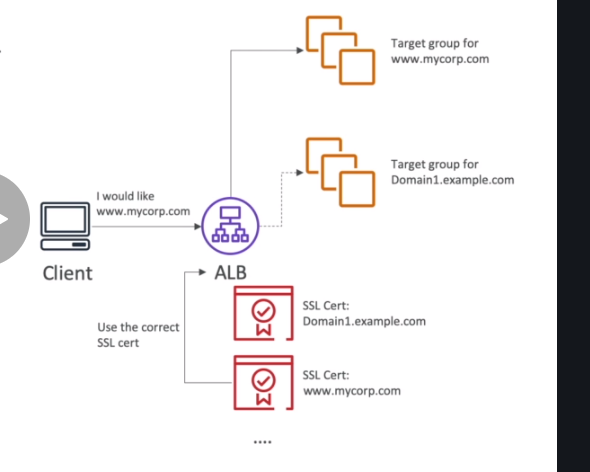 Target group for
www.mycorp.com
Target group for
Domain1.example.com
I would like
www.mycorp.com
Client
ALB
SSL Cert:
Domain1.example.com
Use the correct
SSL cert
SSL Cert:
www.mycorp.com
....